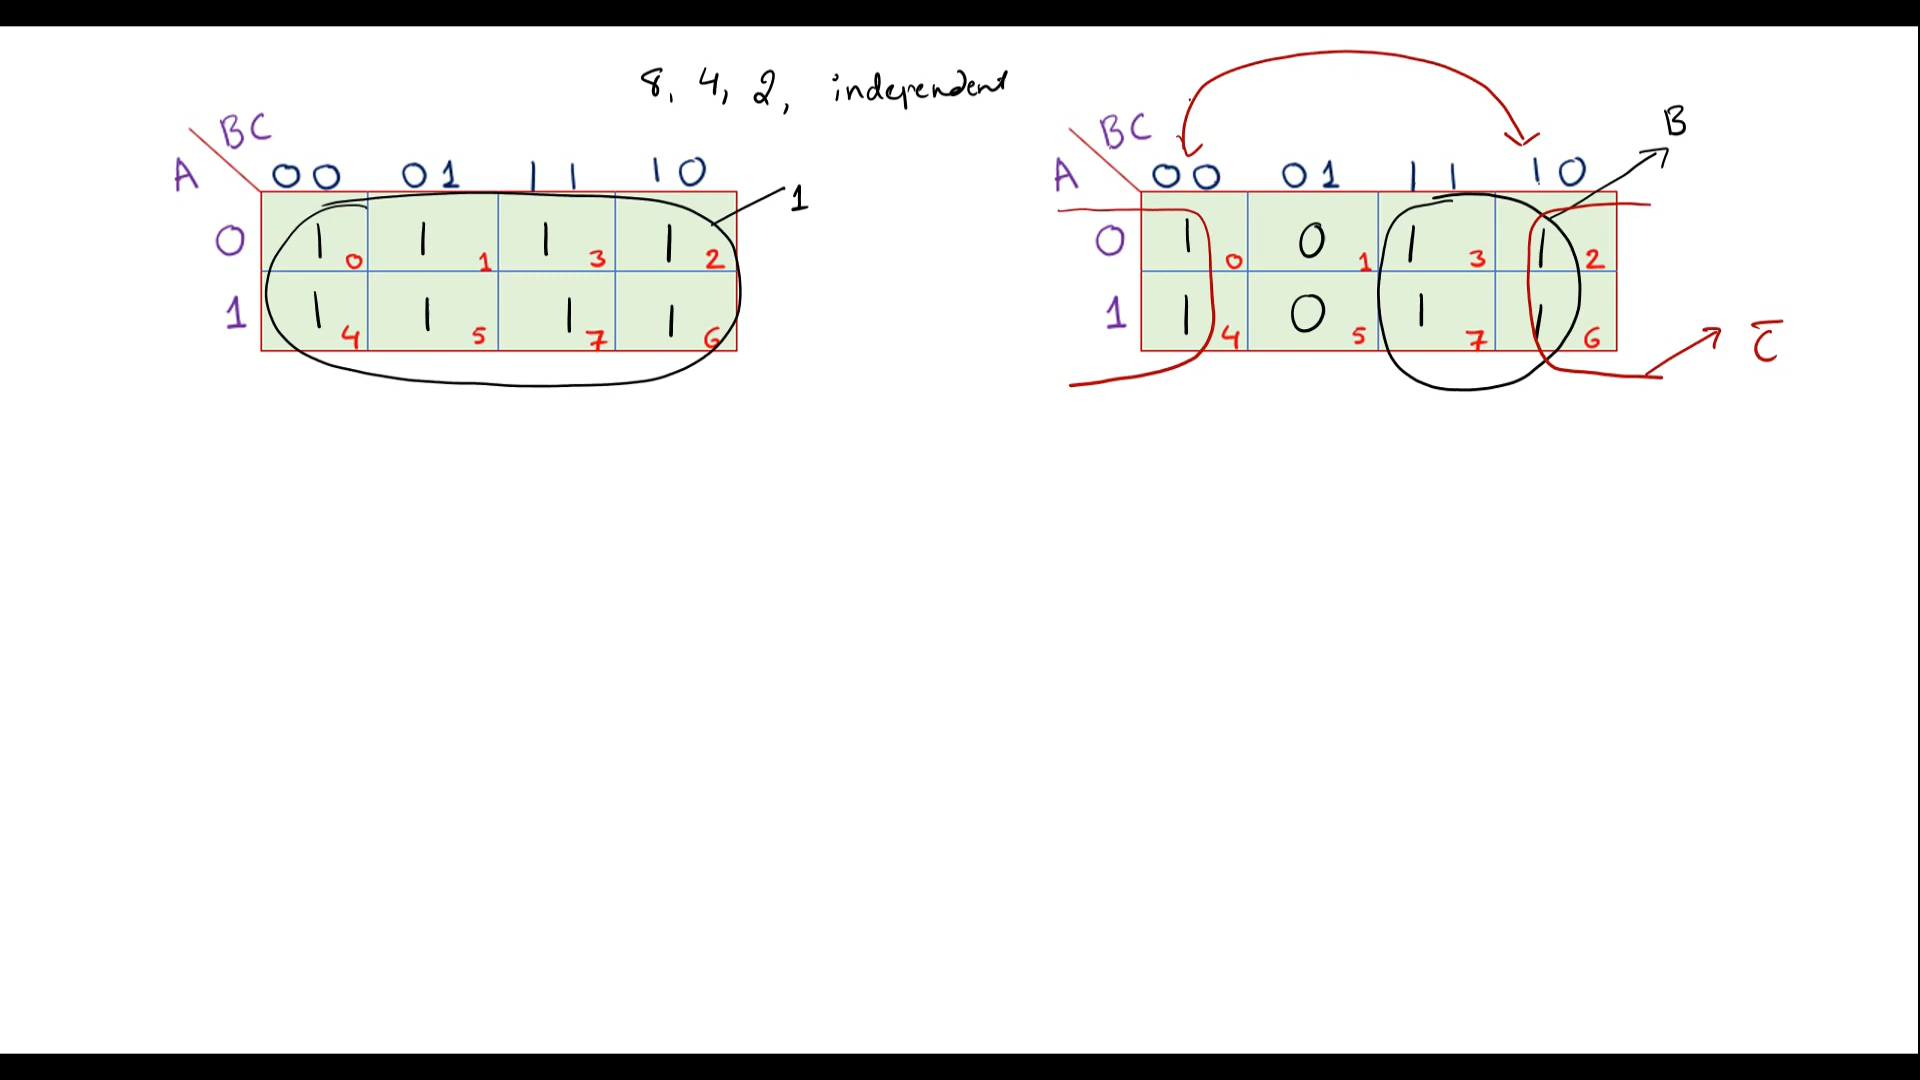 8, 4, 2, independent
BC
A 00 01 11 10
0 1 0 1 1 1 3 1 2
1 1 4 1 5 1 7 1 6
1
BC
A 00 01 11 10
0 1 0 0 1 1 3 1 2
1 1 4 0 5 1 7 1 6
B
C̅